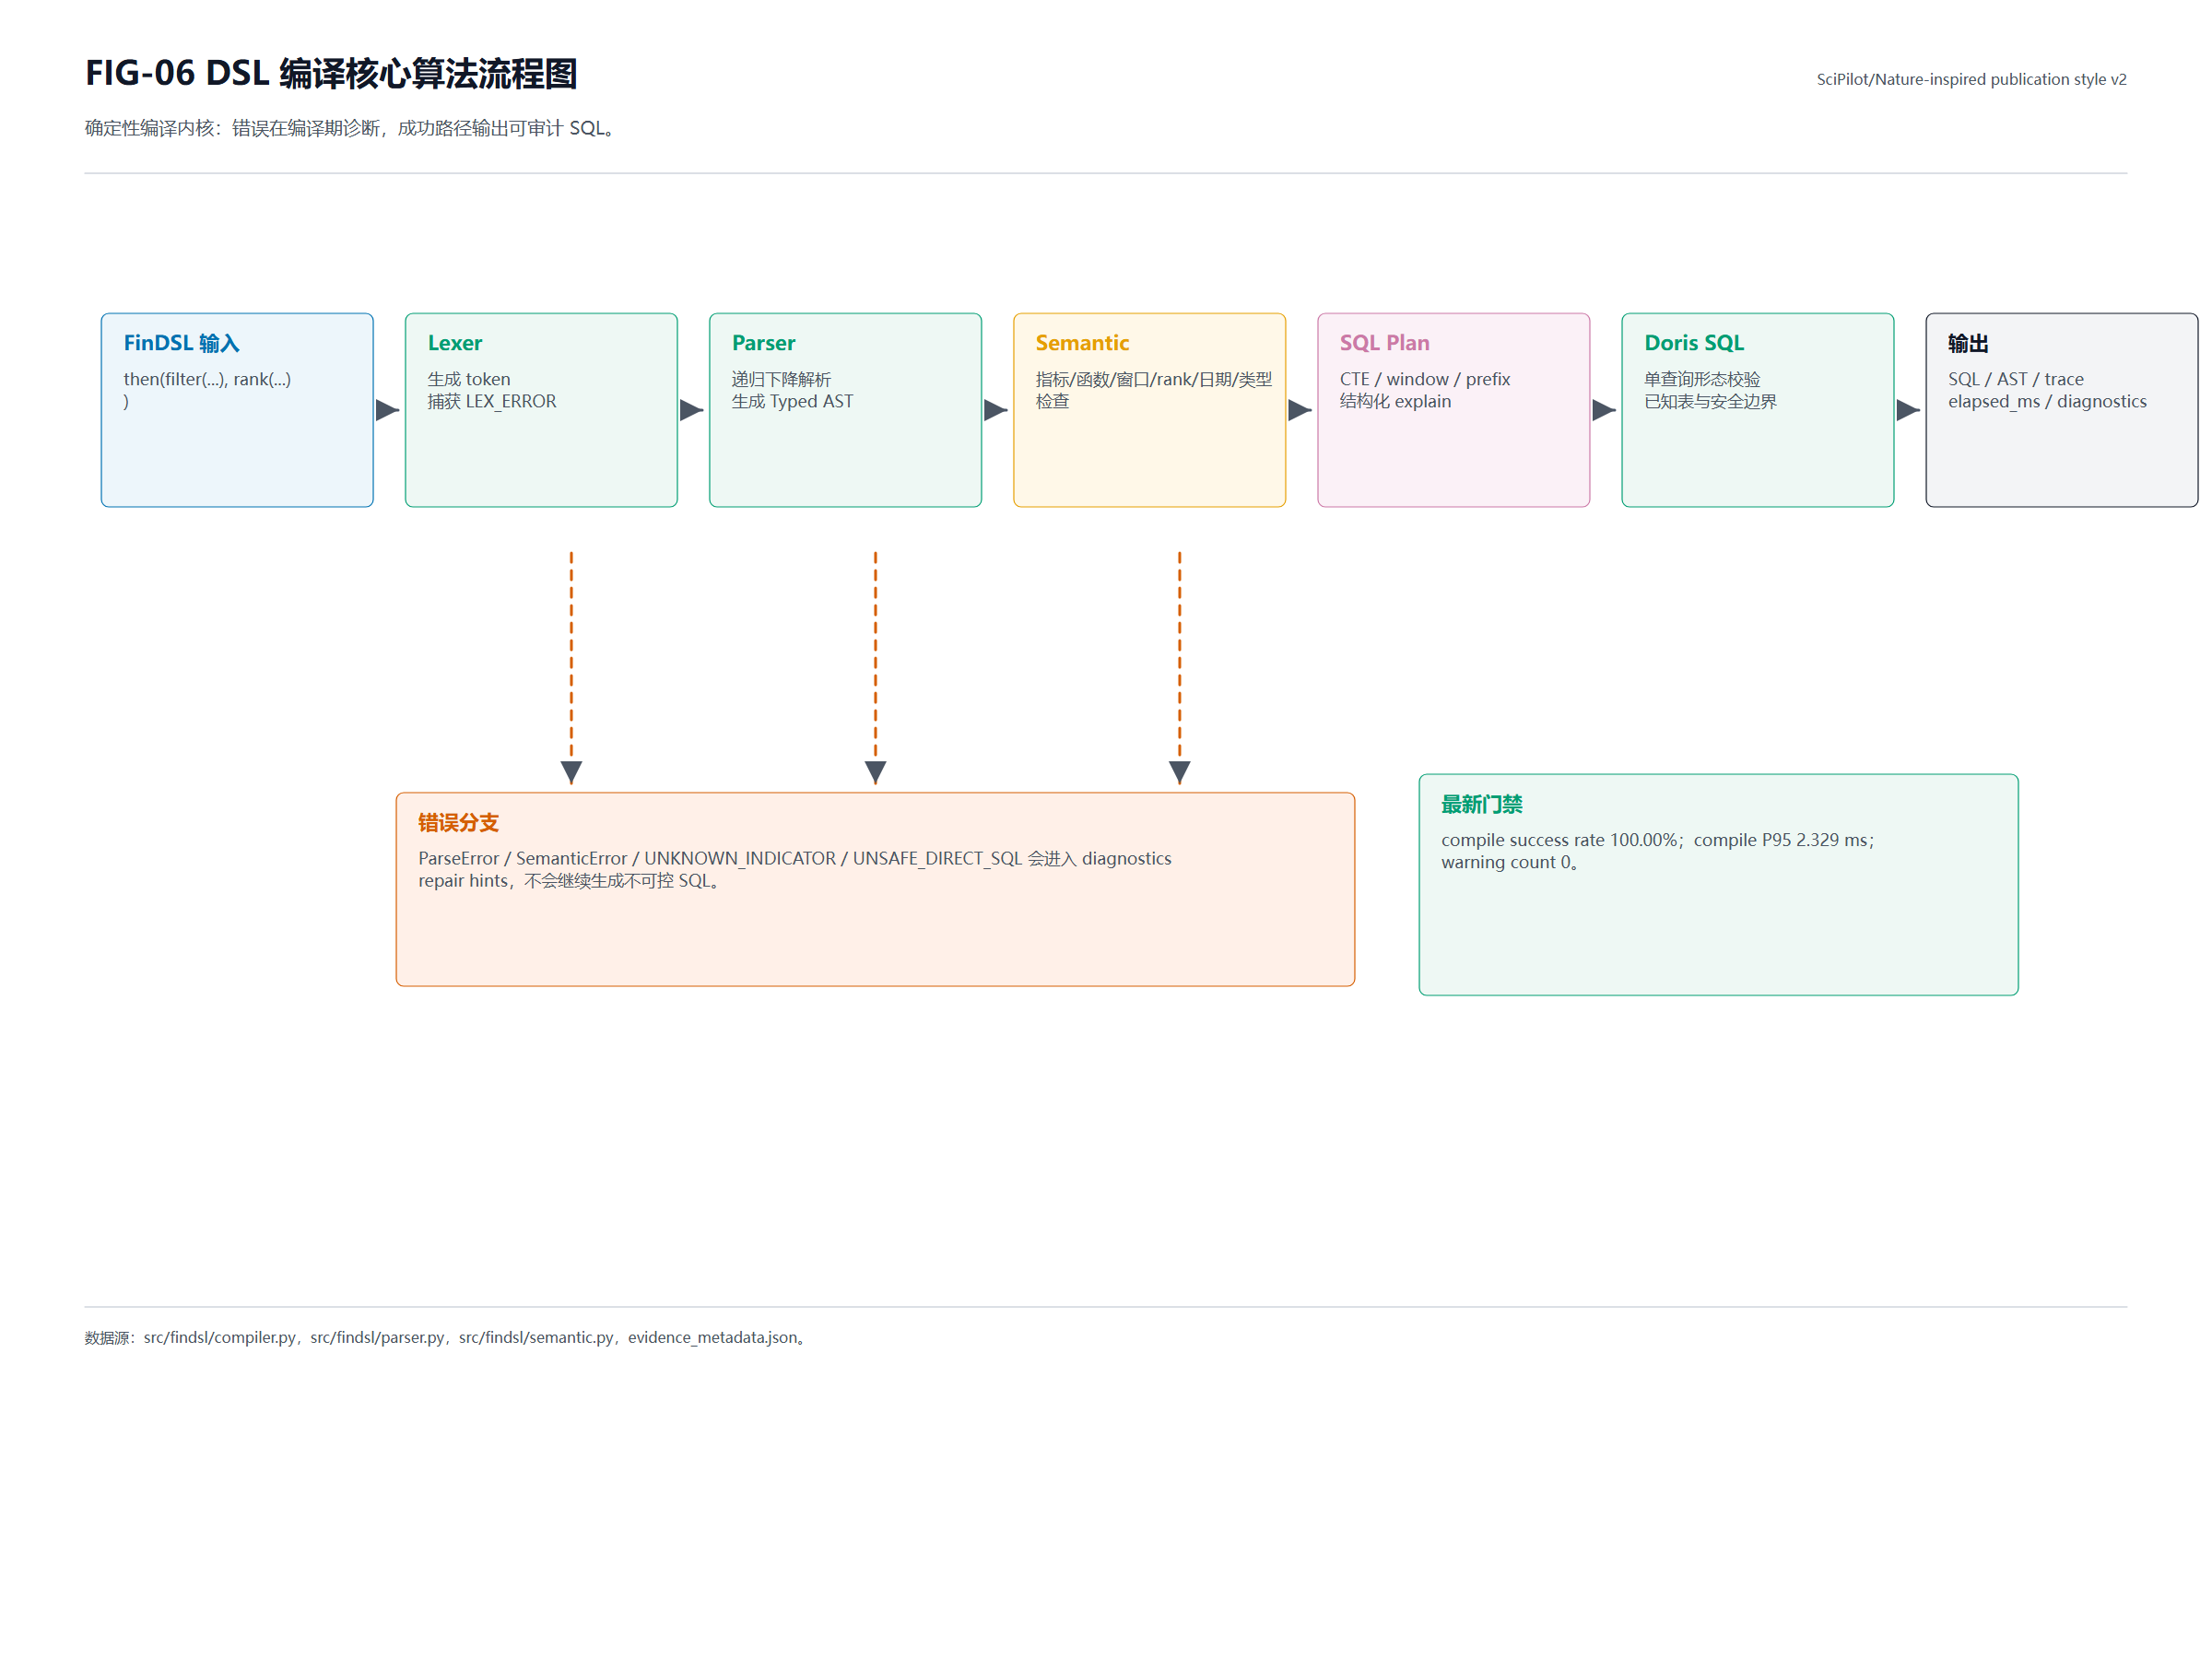 FIG-06 DSL 编译核心算法流程图
SciPilot/Nature-inspired publication style v2
确定性编译内核：错误在编译期诊断，成功路径输出可审计 SQL。
FinDSL 输入
then(filter(...), rank(...)
)
Lexer
生成 token
捕获 LEX_ERROR
Parser
递归下降解析
生成 Typed AST
Semantic
指标/函数/窗口/rank/日期/类型
检查
SQL Plan
CTE / window / prefix
结构化 explain
Doris SQL
单查询形态校验
已知表与安全边界
输出
SQL / AST / trace
elapsed_ms / diagnostics
错误分支
ParseError / SemanticError / UNKNOWN_INDICATOR / UNSAFE_DIRECT_SQL 会进入 diagnostics
repair hints，不会继续生成不可控 SQL。
最新门禁
compile success rate 100.00%；compile P95 2.329 ms；
warning count 0。
数据源：src/findsl/compiler.py，src/findsl/parser.py，src/findsl/semantic.py，evidence_metadata.json。